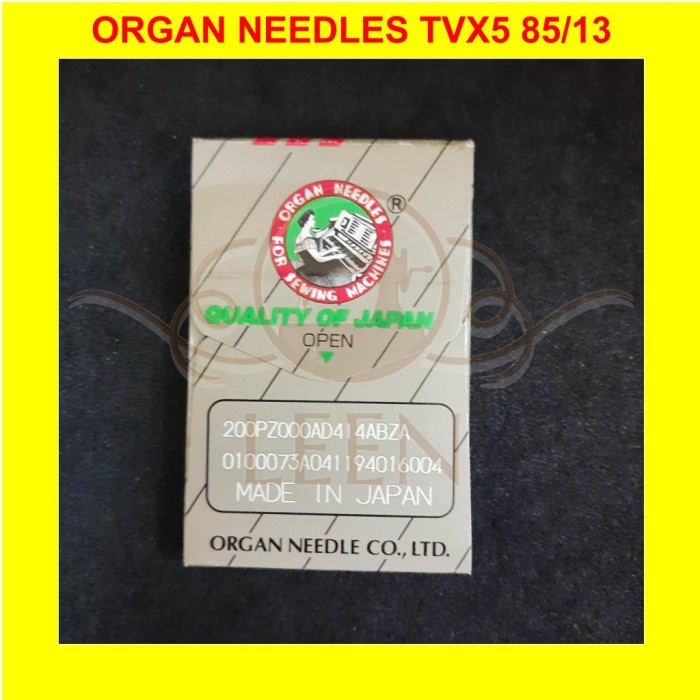 ORGAN NEEDLES TVX5 85/13
ORGAN NEEDLES
FOR SEWING MACHINES
®
QUALITY OF JAPAN
OPEN
LEEN
200PZ000AD414ABZA
0100073A041194016004
MADE IN JAPAN
ORGAN NEEDLE CO., LTD.